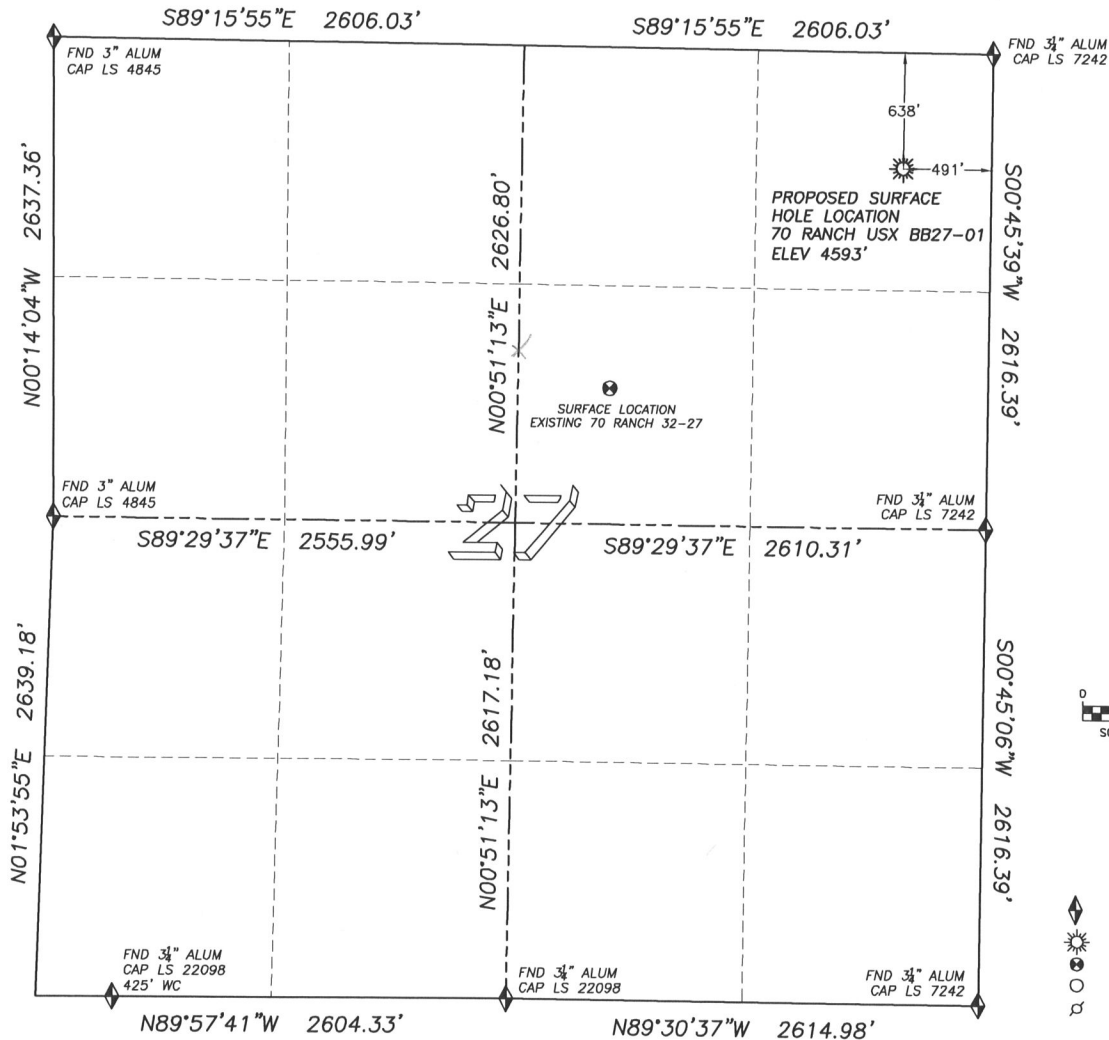 S89°15'55"E 2606.03'
S89°15'55"E 2606.03'
FND 3" ALUM
CAP LS 4845
FND 3¼" ALUM
CAP LS 7242
638'
491'
N00°14'04"W 2637.36'
N00°51'13"E 2626.80'
S00°45'39"W 2616.39'
PROPOSED SURFACE
HOLE LOCATION
70 RANCH USX BB27-01
ELEV 4593'
SURFACE LOCATION
EXISTING 70 RANCH 32-27
FND 3" ALUM
CAP LS 4845
FND 3¼" ALUM
CAP LS 7242
27
S89°29'37"E 2555.99'
S89°29'37"E 2610.31'
N01°53'55"E 2639.18'
N00°51'13"E 2617.18'
S00°45'06"W 2616.39'
0
FND 3¼" ALUM
CAP LS 22098
425' WC
FND 3¼" ALUM
CAP LS 22098
FND 3¼" ALUM
CAP LS 7242
N89°57'41"W 2604.33'
N89°30'37"W 2614.98'